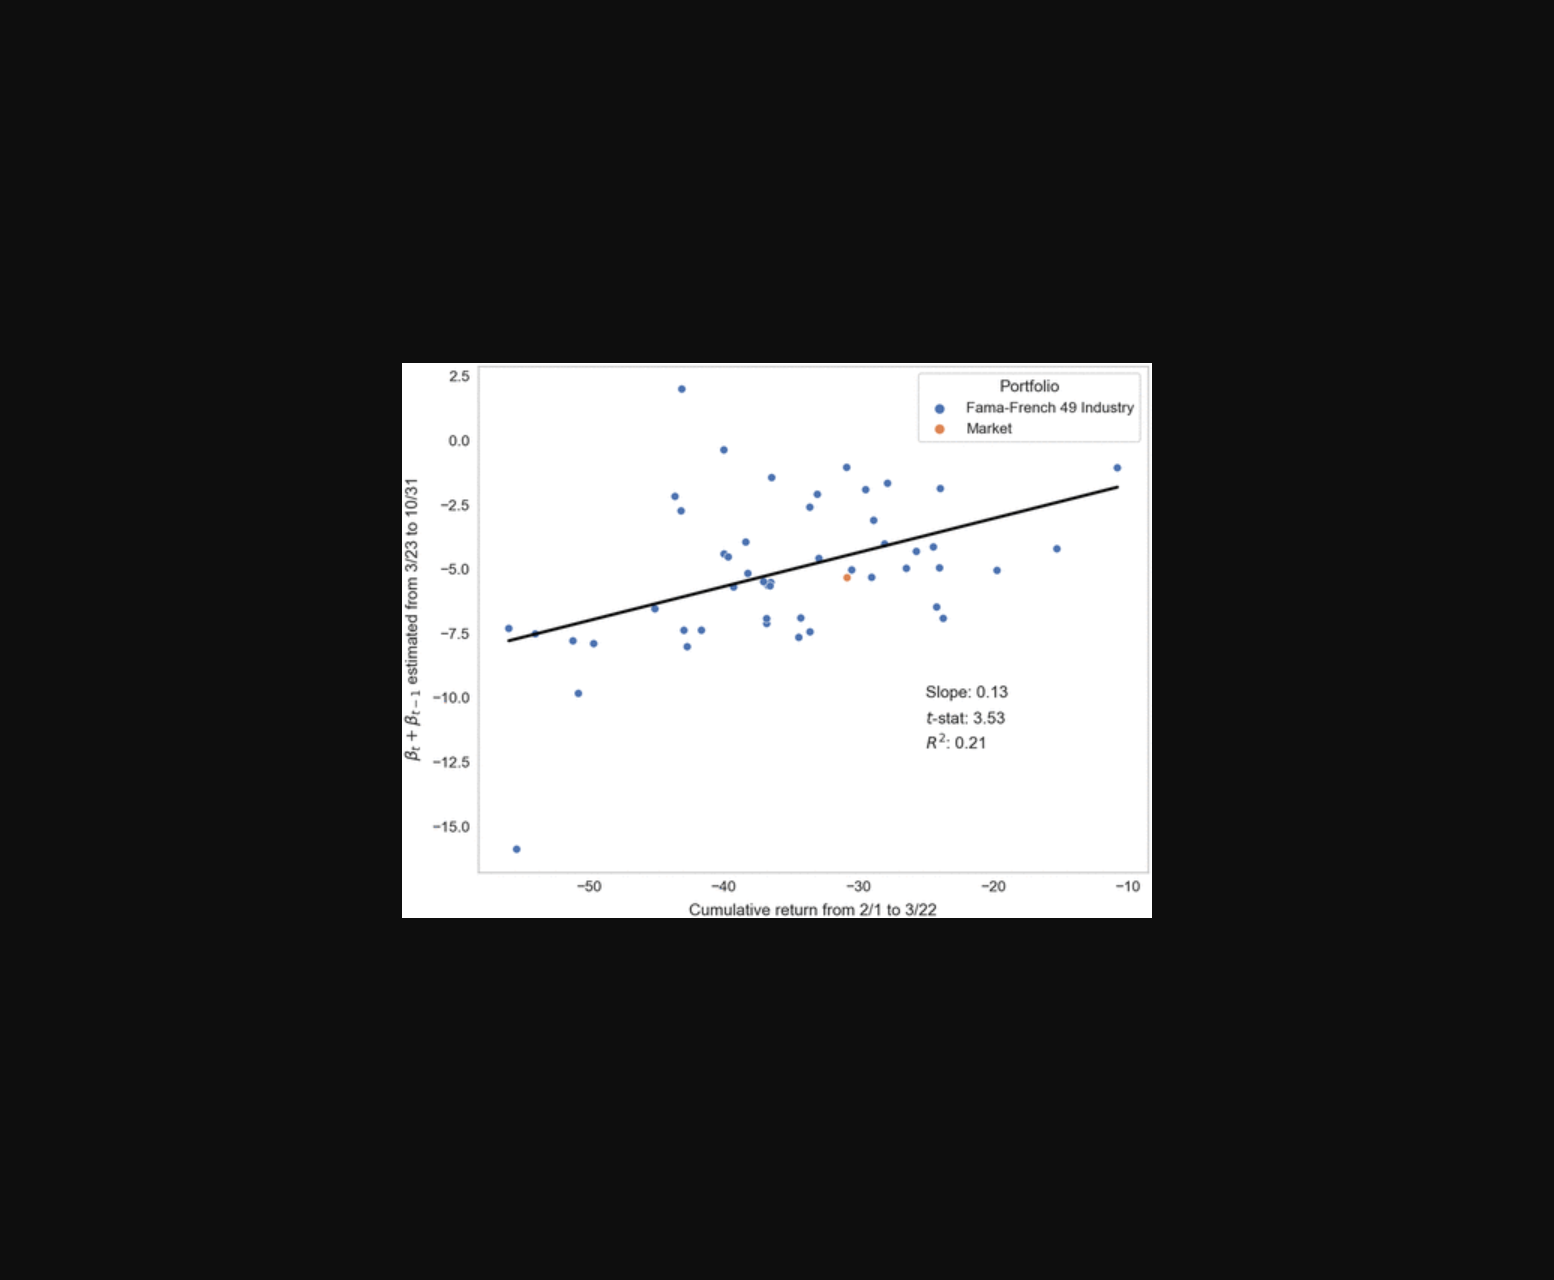 2.5
0.0
−2.5
−5.0
−7.5
−10.0
−12.5
−15.0
βt + βt−1 estimated from 3/23 to 10/31
Portfolio
Fama-French 49 Industry
Market
Slope: 0.13
t-stat: 3.53
R²: 0.21
−50
−40
−30
−20
−10
Cumulative return from 2/1 to 3/22